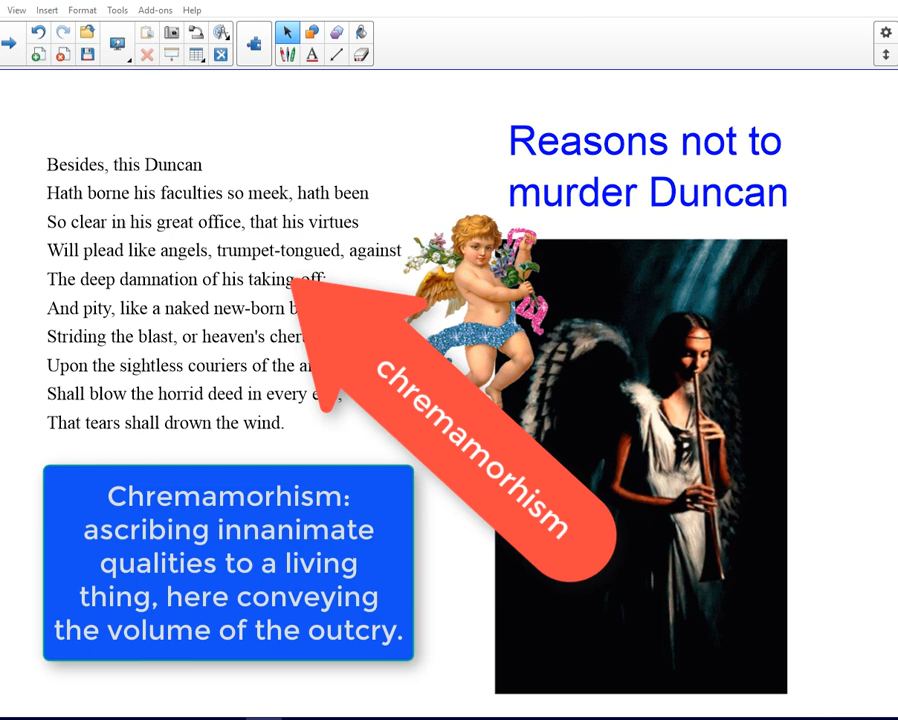 View Insert Format Tools Add-ons Help
Reasons not to
murder Duncan
Besides, this Duncan
Hath borne his faculties so meek, hath been
So clear in his great office, that his virtues
Will plead like angels, trumpet-tongued, against
The deep damnation of his taking-off;
And pity, like a naked new-born
Striding the blast, or heaven's
Upon the sightless couriers of the
Shall blow the horrid deed in every
That tears shall drown the wind.
chremamorhism
Chremamorhism:
ascribing innanimate
qualities to a living
thing, here conveying
the volume of the outcry.